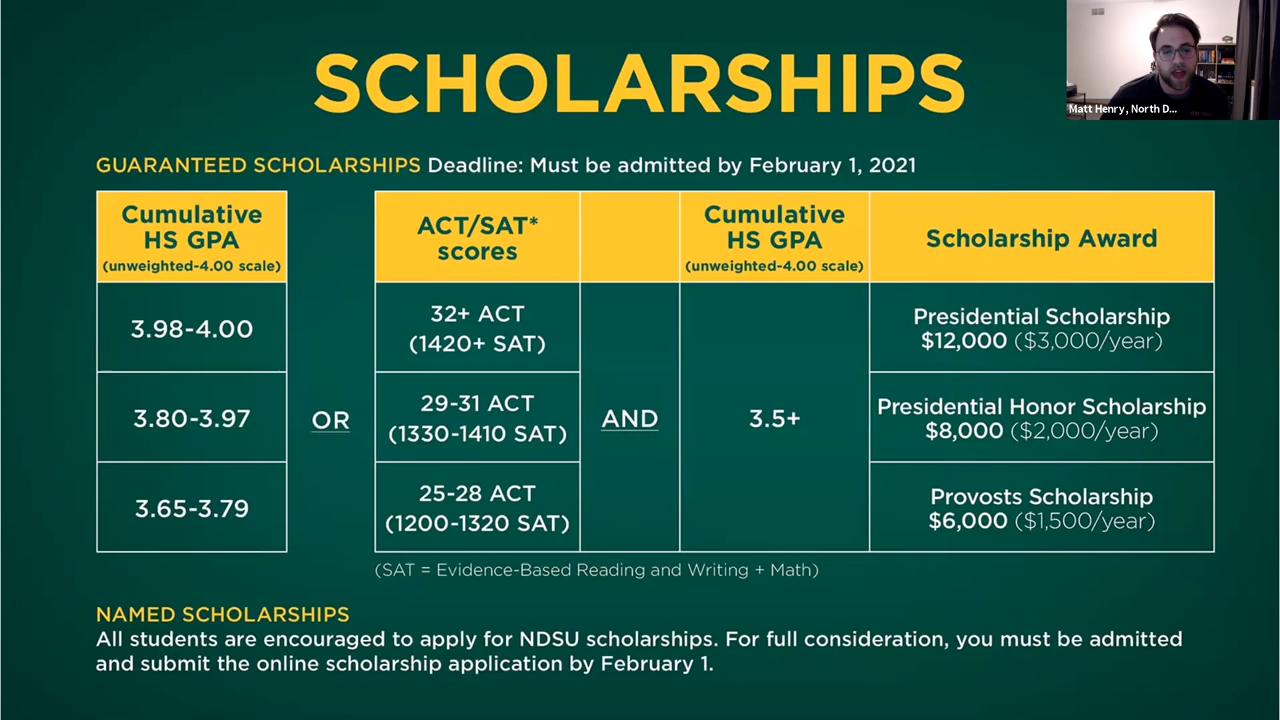 SCHOLARSHIPS
Matt Henry, North D...
GUARANTEED SCHOLARSHIPS Deadline: Must be admitted by February 1, 2021
Cumulative
HS GPA
(unweighted-4.00 scale)
ACT/SAT*
scores
Cumulative
HS GPA
(unweighted-4.00 scale)
Scholarship Award
3.98-4.00
32+ ACT
(1420+ SAT)
Presidential Scholarship
$12,000 ($3,000/year)
3.80-3.97
OR
29-31 ACT
(1330-1410 SAT)
AND
3.5+
Presidential Honor Scholarship
$8,000 ($2,000/year)
3.65-3.79
25-28 ACT
(1200-1320 SAT)
Provosts Scholarship
$6,000 ($1,500/year)
(SAT = Evidence-Based Reading and Writing + Math)
NAMED SCHOLARSHIPS
All students are encouraged to apply for NDSU scholarships. For full consideration, you must be admitted
and submit the online scholarship application by February 1.